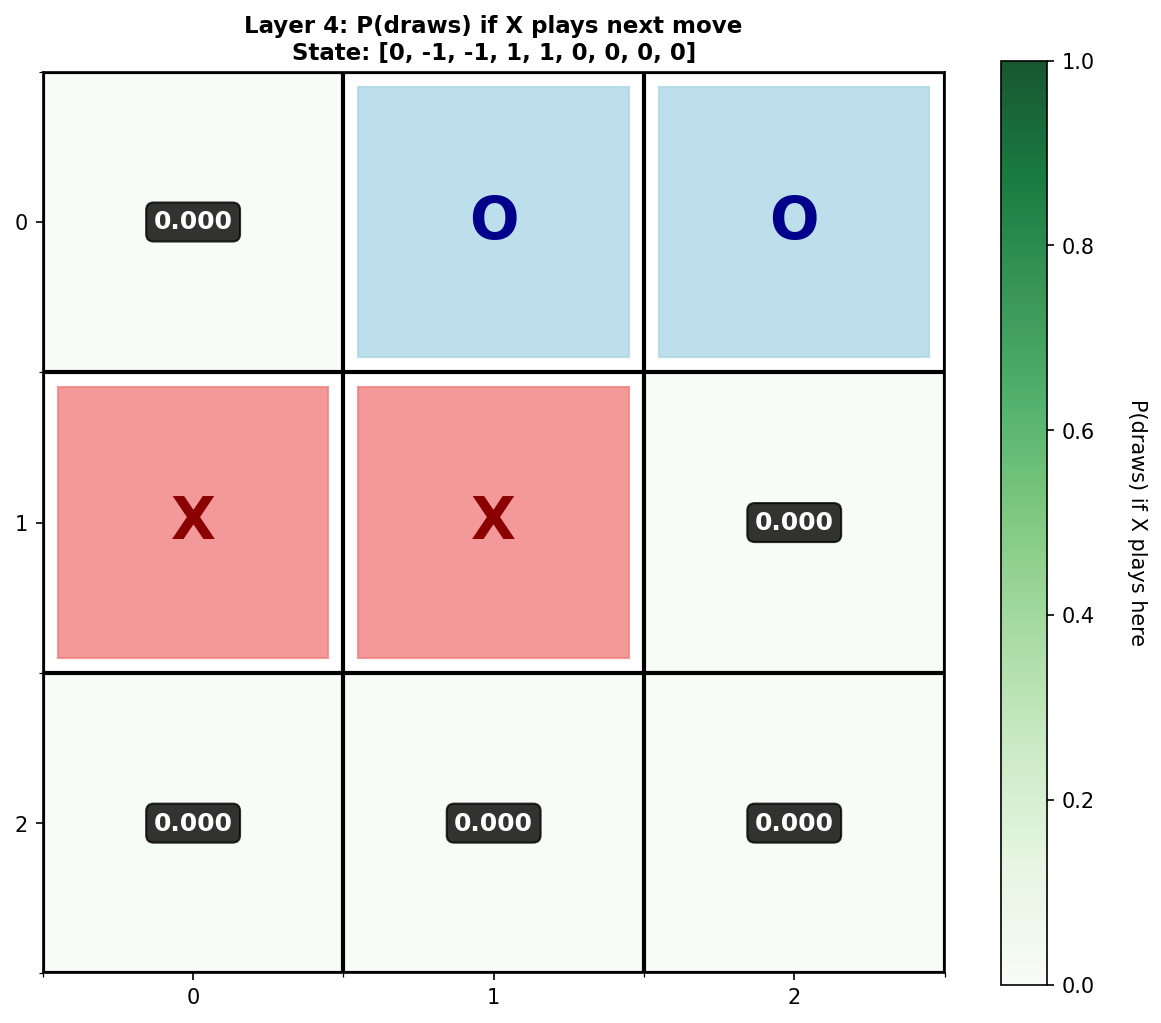 Layer 4: P(draws) if X plays next move
State: [0, -1, -1, 1, 1, 0, 0, 0, 0]
0
0.000
O
O
1
X
X
0.000
2
0.000
0.000
0.000
0
1
2
1.0
0.8
0.6
0.4
0.2
0.0
P(draws) if X plays here